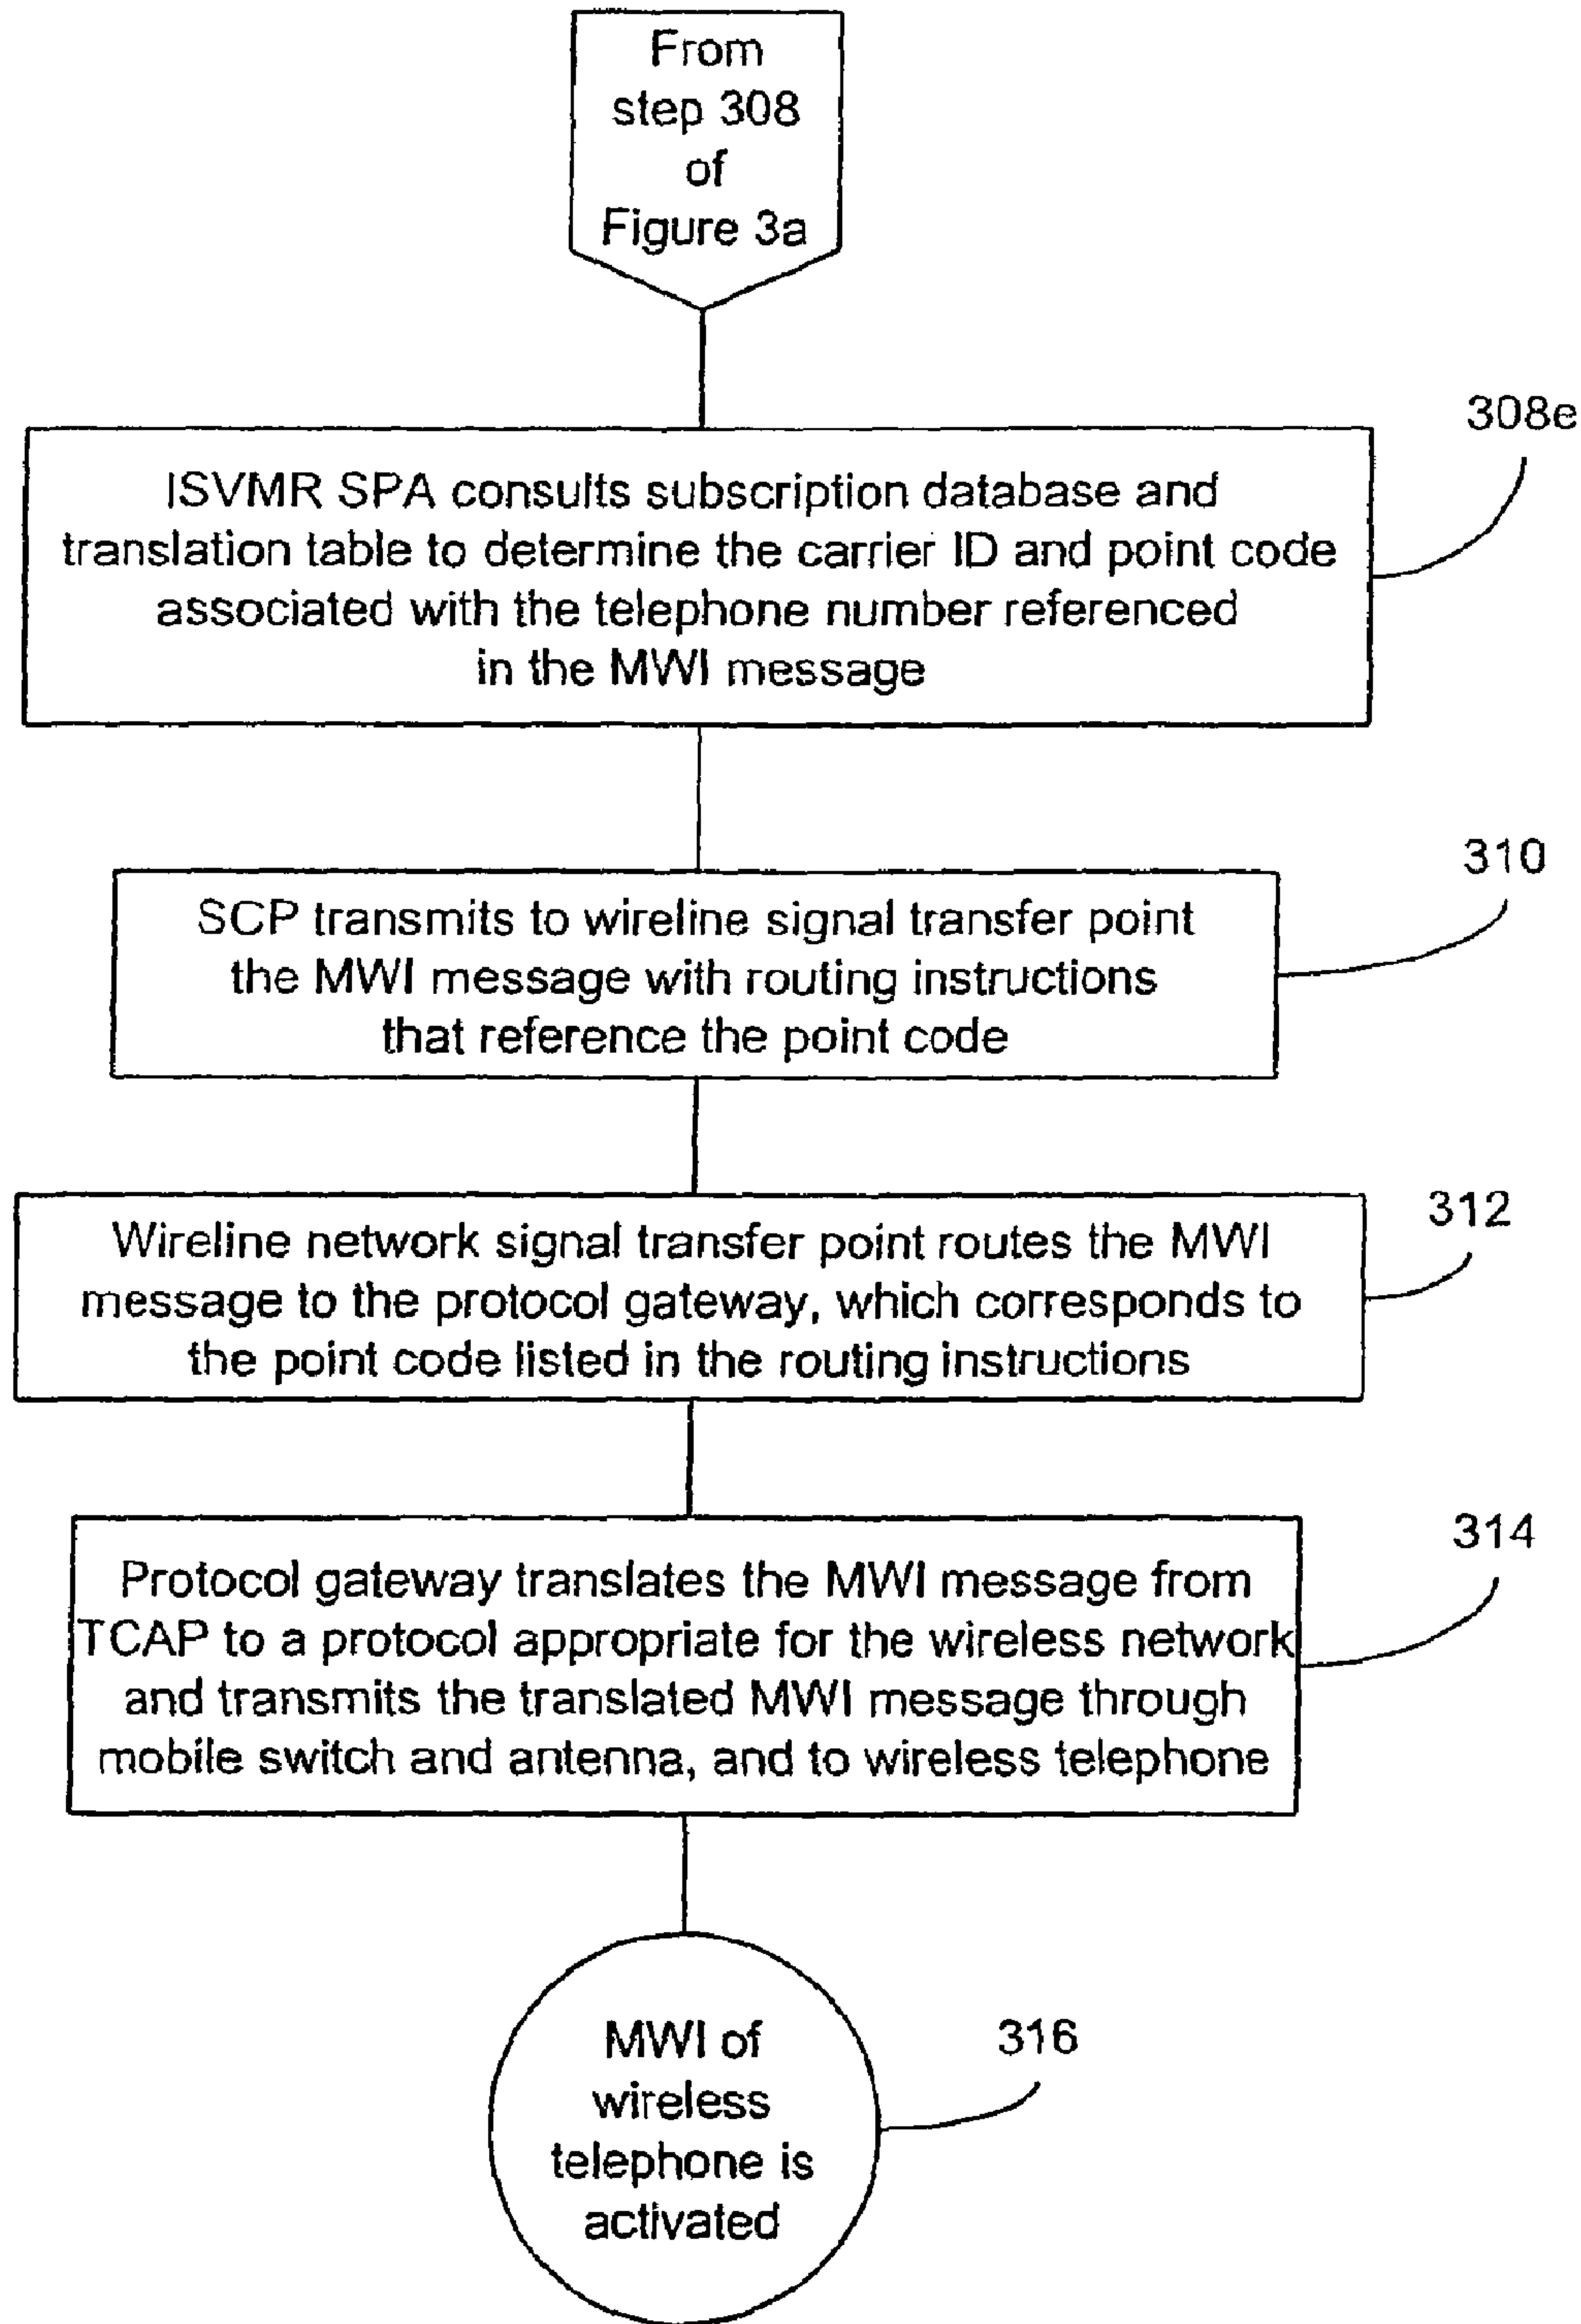 From
step 308
of
Figure 3a
308e
ISVMR SPA consults subscription database and
translation table to determine the carrier ID and point code
associated with the telephone number referenced
in the MWI message
310
SCP transmits to wireline signal transfer point
the MWI message with routing instructions
that reference the point code
312
Wireline network signal transfer point routes the MWI
message to the protocol gateway, which corresponds to
the point code listed in the routing instructions
314
Protocol gateway translates the MWI message from
TCAP to a protocol appropriate for the wireless network
and transmits the translated MWI message through
mobile switch and antenna, and to wireless telephone
316
MWI of
wireless
telephone is
activated